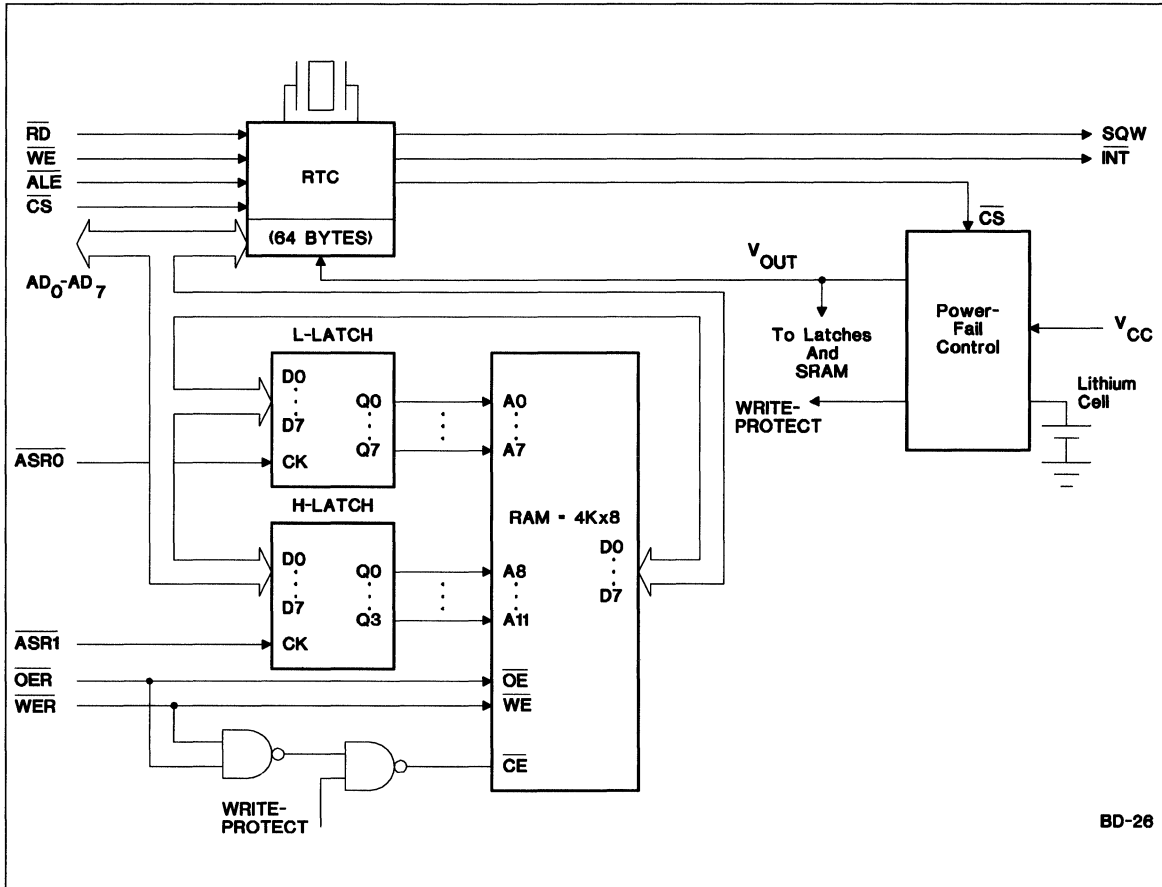 RD
WE
ALE
CS
AD0-AD7
RTC
(64 BYTES)
SQW
INT
CS
VOUT
To Latches
And
SRAM
WRITE-
PROTECT
Power-
Fail
Control
VCC
Lithium
Cell
L-LATCH
D0
D7
CK
Q0
Q7
ASR0
H-LATCH
D0
D7
CK
Q0
Q3
ASR1
OER
WER
A0
A7
RAM - 4Kx8
D0
D7
A8
A11
OE
WE
CE
WRITE-
PROTECT
BD-26